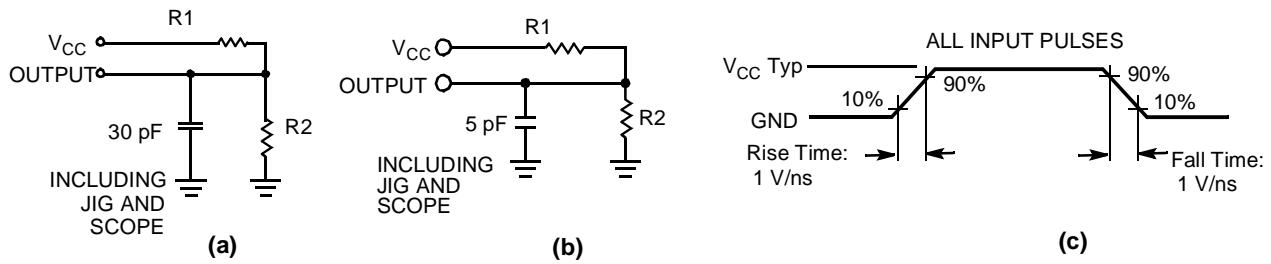 R1
VCC
OUTPUT
30 pF
R2
INCLUDING
JIG AND
SCOPE
(a)
R1
VCC
OUTPUT
5 pF
R2
INCLUDING
JIG AND
SCOPE
(b)
ALL INPUT PULSES
VCC Typ
90%
90%
10%
10%
GND
Rise Time:
1 V/ns
Fall Time:
1 V/ns
(c)